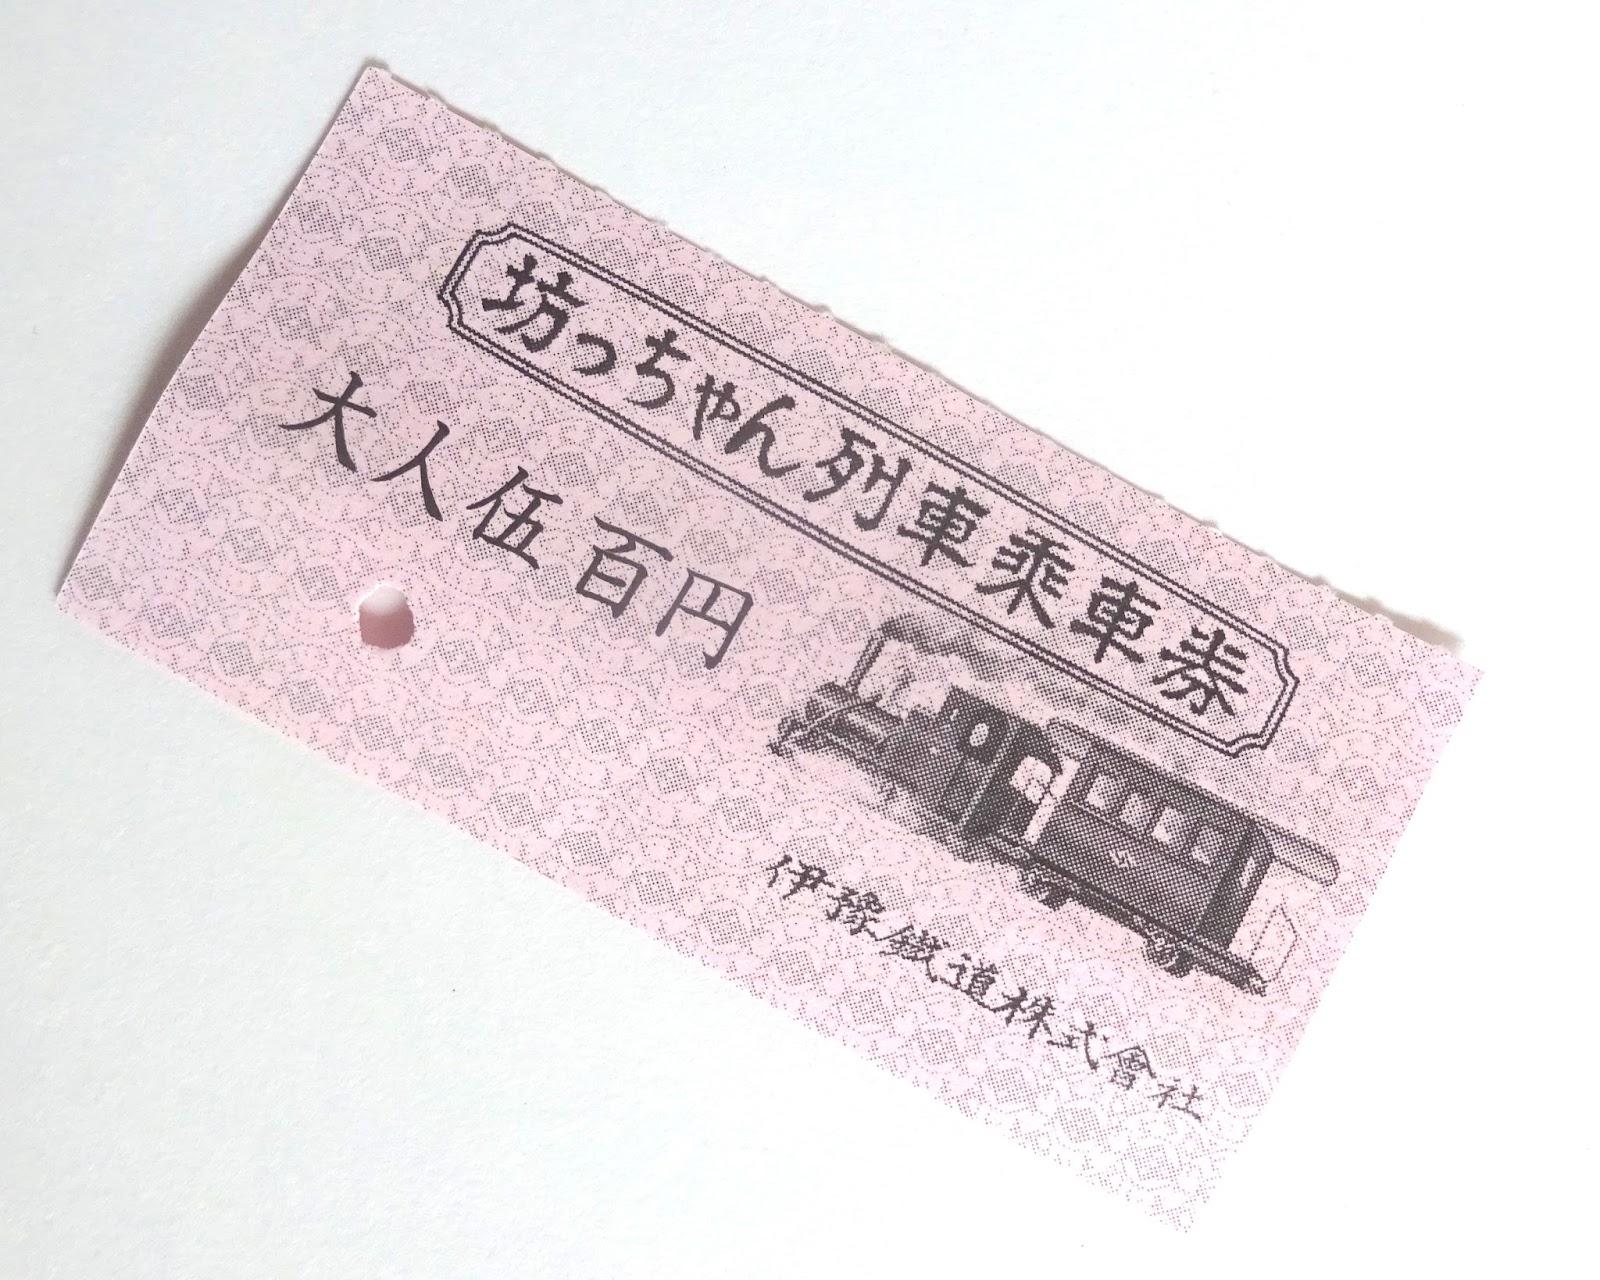 坊っちゃん列車乗車券
大人伍百円
伊豫鐵道株式會社